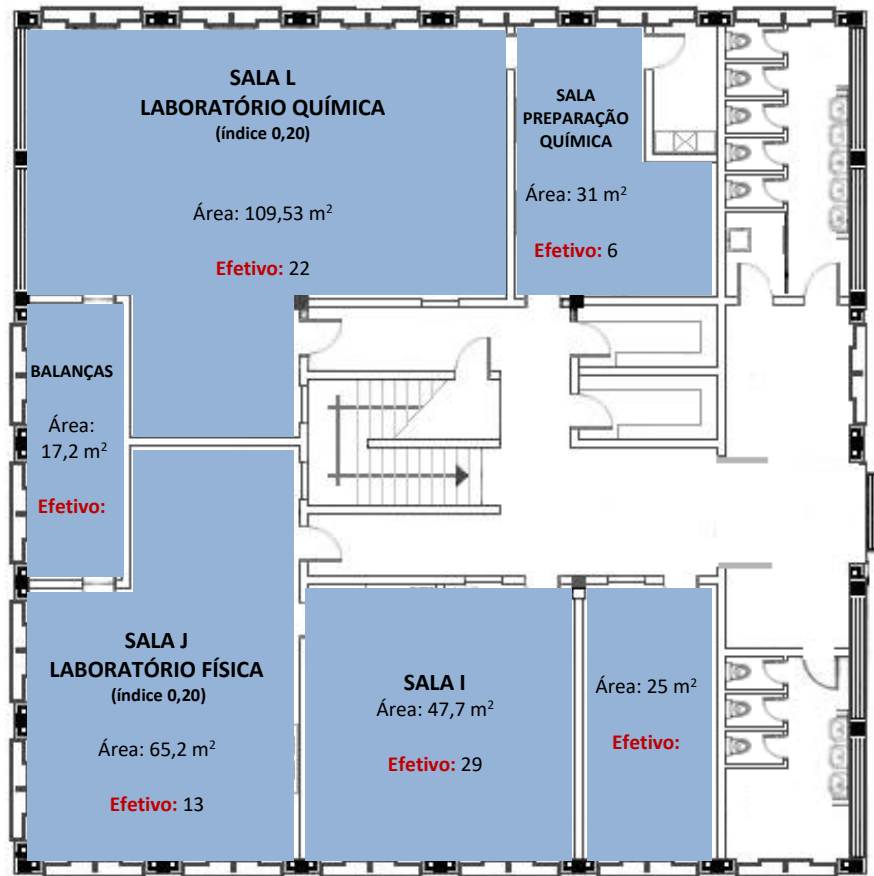 SALA L
LABORATÓRIO QUÍMICA
(índice 0,20)
Área: 109,53 m²
Efetivo: 22
SALA
PREPARAÇÃO
QUÍMICA
Área: 31 m²
Efetivo: 6
BALANÇAS
Área:
17,2 m²
Efetivo:
SALA J
LABORATÓRIO FÍSICA
(índice 0,20)
Área: 65,2 m²
Efetivo: 13
SALA I
Área: 47,7 m²
Efetivo: 29
Área: 25 m²
Efetivo: